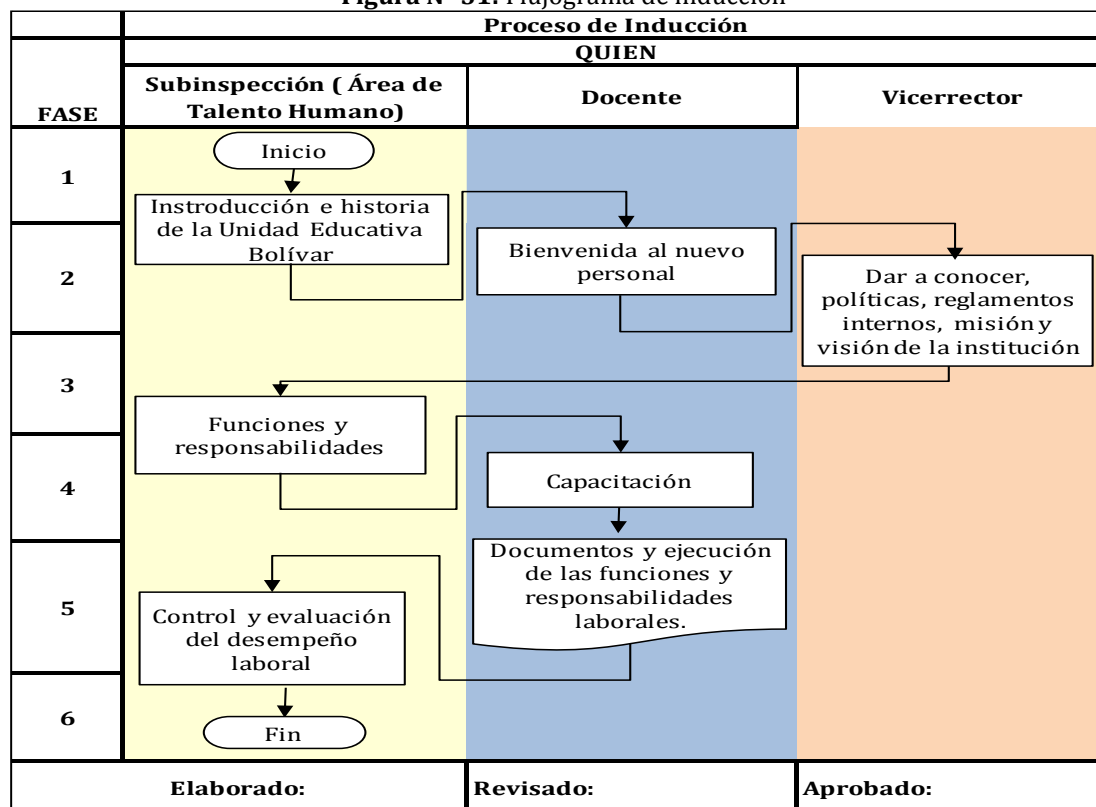 Figura N° 31: Flujograma de inducción
Proceso de Inducción
QUIEN
FASE
Subinspección ( Área de
Talento Humano)
Docente
Vicerrector
1
Inicio
Instroducción e historia
de la Unidad Educativa
Bolívar
2
Bienvenida al nuevo
personal
Dar a conocer,
políticas, reglamentos
internos, misión y
visión de la institución
3
Funciones y
responsabilidades
4
Capacitación
5
Documentos y ejecución
de las funciones y
responsabilidades
laborales.
Control y evaluación
del desempeño
laboral
6
Fin
Elaborado:
Revisado:
Aprobado: